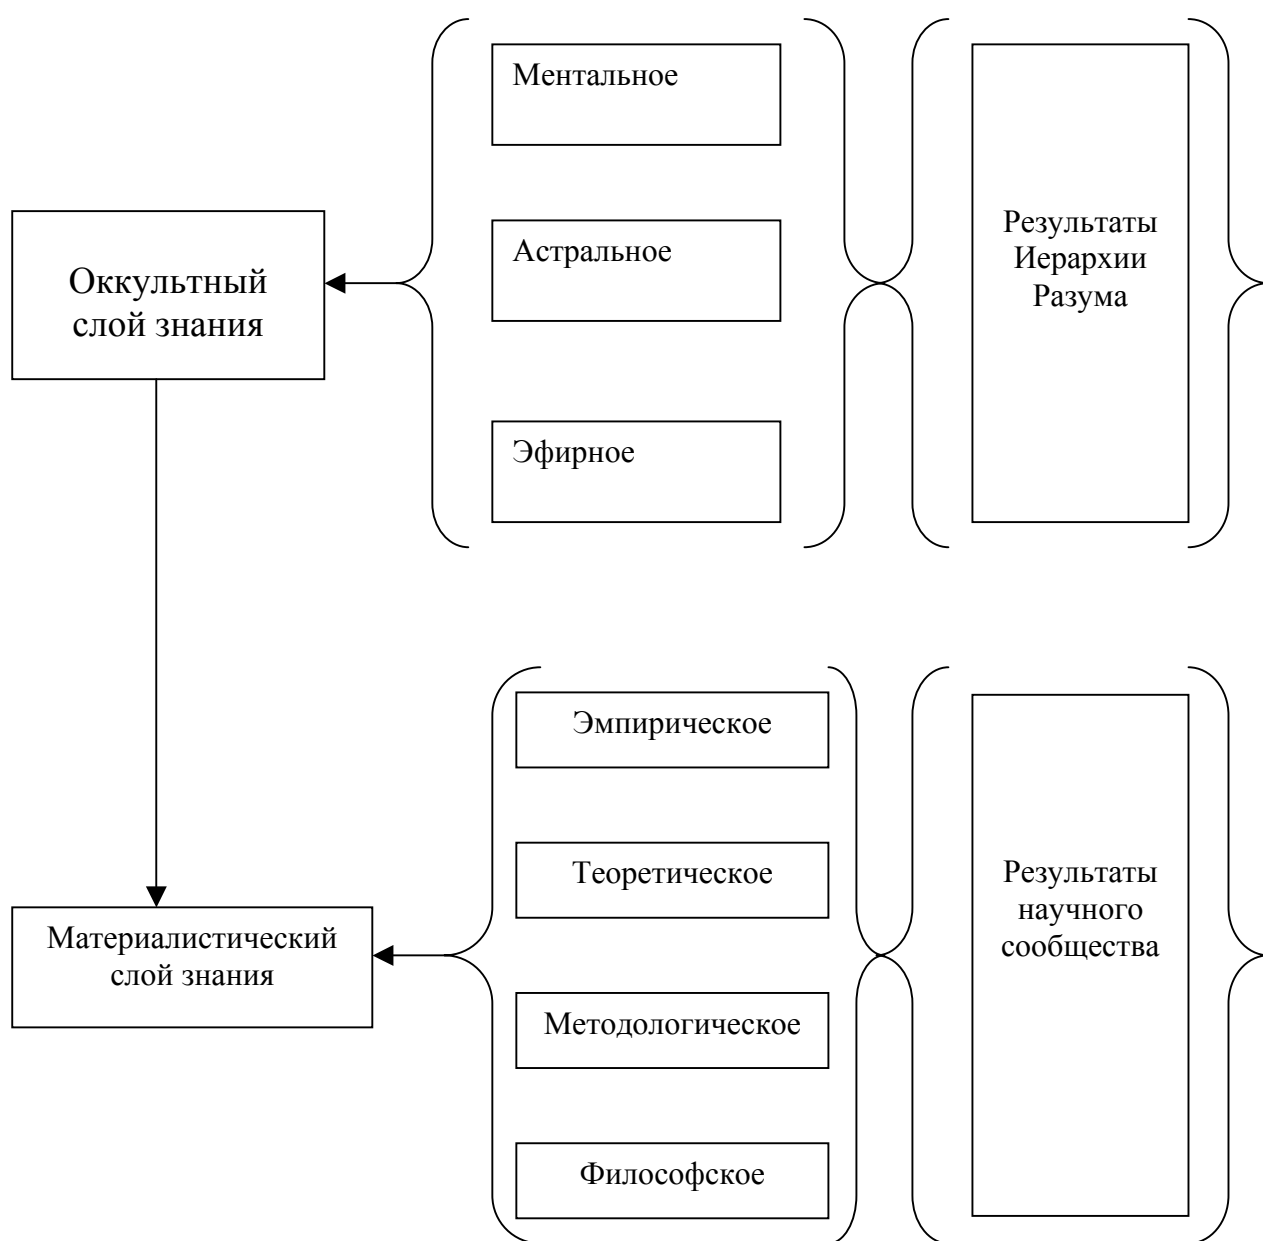 Ментальное
Астральное
Эфирное
Оккультный
слой знания
Результаты
Иерархии
Разума
Эмпирическое
Теоретическое
Методологическое
Философское
Материалистический
слой знания
Результаты
научного
сообщества